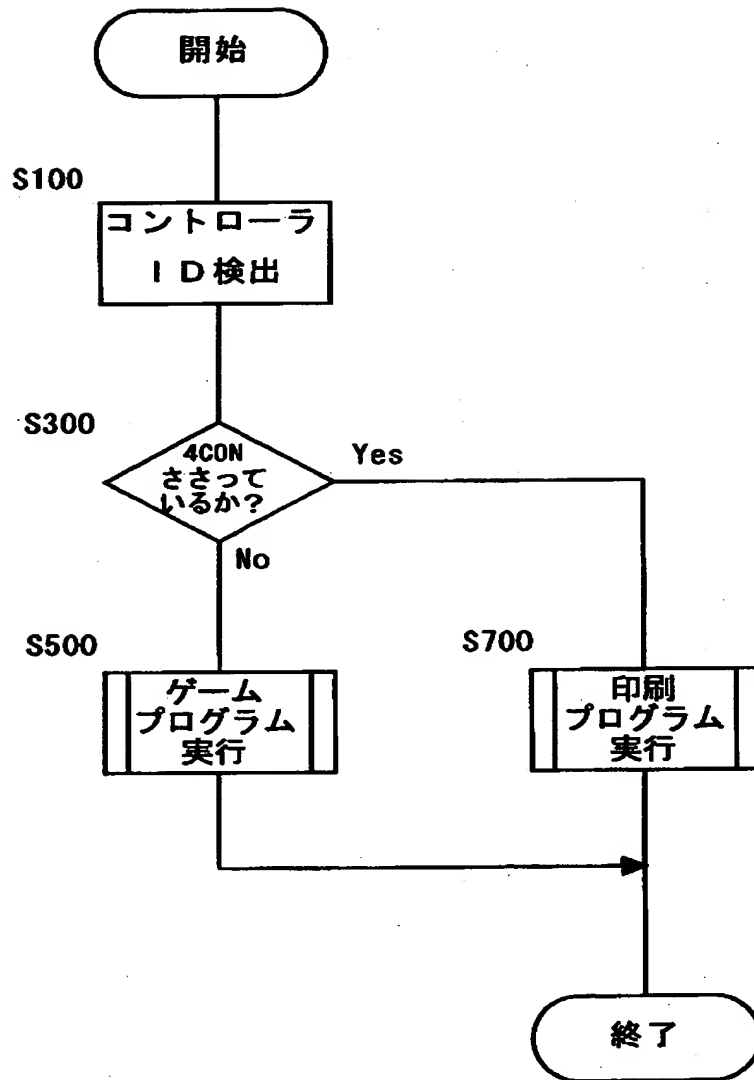 開始
S100
コントローラ
ID検出
S300
4CON
ささって
いるか?
Yes
No
S500
ゲーム
プログラム
実行
S700
印刷
プログラム
実行
終了